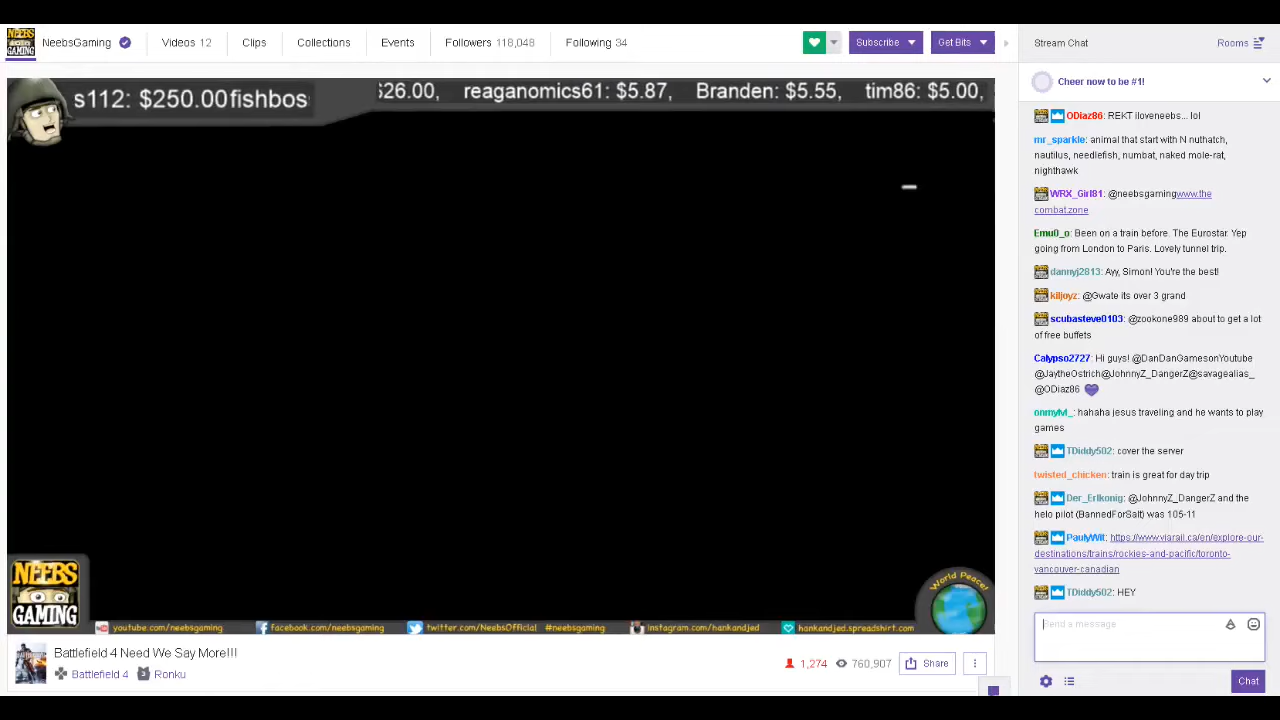 NeebsGaming
Videos 12
Clips
Collections
Events
Followers 118,048
Following 34
Subscribe
Get Bits
Stream Chat
Rooms
s112: $250.00fishbos
$26.00, reaganomics61: $5.87, Branden: $5.55, tim86: $5.00,
NEEBS
GAMING
World Peace!
youtube.com/neebsgaming
facebook.com/neebsgaming
twitter.com/NeebsOfficial #neebsgaming
instagram.com/hankandjed
hankandjed.spreadshirt.com
Battlefield 4 Need We Say More!!!
Battlefield 4
Ronku
1,274
760,907
Share
Cheer now to be #1!
ODiaz86: REKT iloveneebs... lol
mr_sparkle: animal that start with N nuthatch,
nautilus, needlefish, numbat, naked mole-rat,
nighthawk
WRX_Girl81: @neebsgamingwww.the
combat.zone
Emu0_o: Been on a train before. The Eurostar. Yep
going from London to Paris. Lovely tunnel trip.
dannyj2813: Ayy, Simon! You're the best!
kiljoyz: @Gwate its over 3 grand
scubasteve0103: @zookone989 about to get a lot
of free buffets
Calypso2727: Hi guys! @DanDanGamesonYoutube
@JaytheOstrich@JohnnyZ_DangerZ@savagealias_
@ODiaz86
onmylvl_: hahaha jesus traveling and he wants to play
games
TDiddy502: cover the server
twisted_chicken: train is great for day trip
Der_Erlkonig: @JohnnyZ_DangerZ and the
helo pilot (BannedForSalt) was 105-11
PaulyWit: https://www.viarail.ca/en/explore-our-
destinations/trains/rockies-and-pacific/toronto-
vancouver-canadian
TDiddy502: HEY
Send a message
Chat